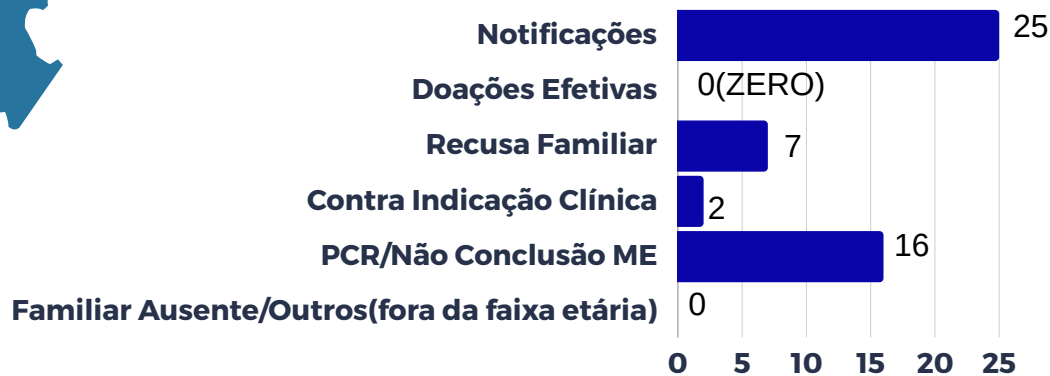 Notificações 25
Doações Efetivas 0(ZERO)
Recusa Familiar 7
Contra Indicação Clínica 2
PCR/Não Conclusão ME 16
Familiar Ausente/Outros(fora da faixa etária) 0
0 5 10 15 20 25